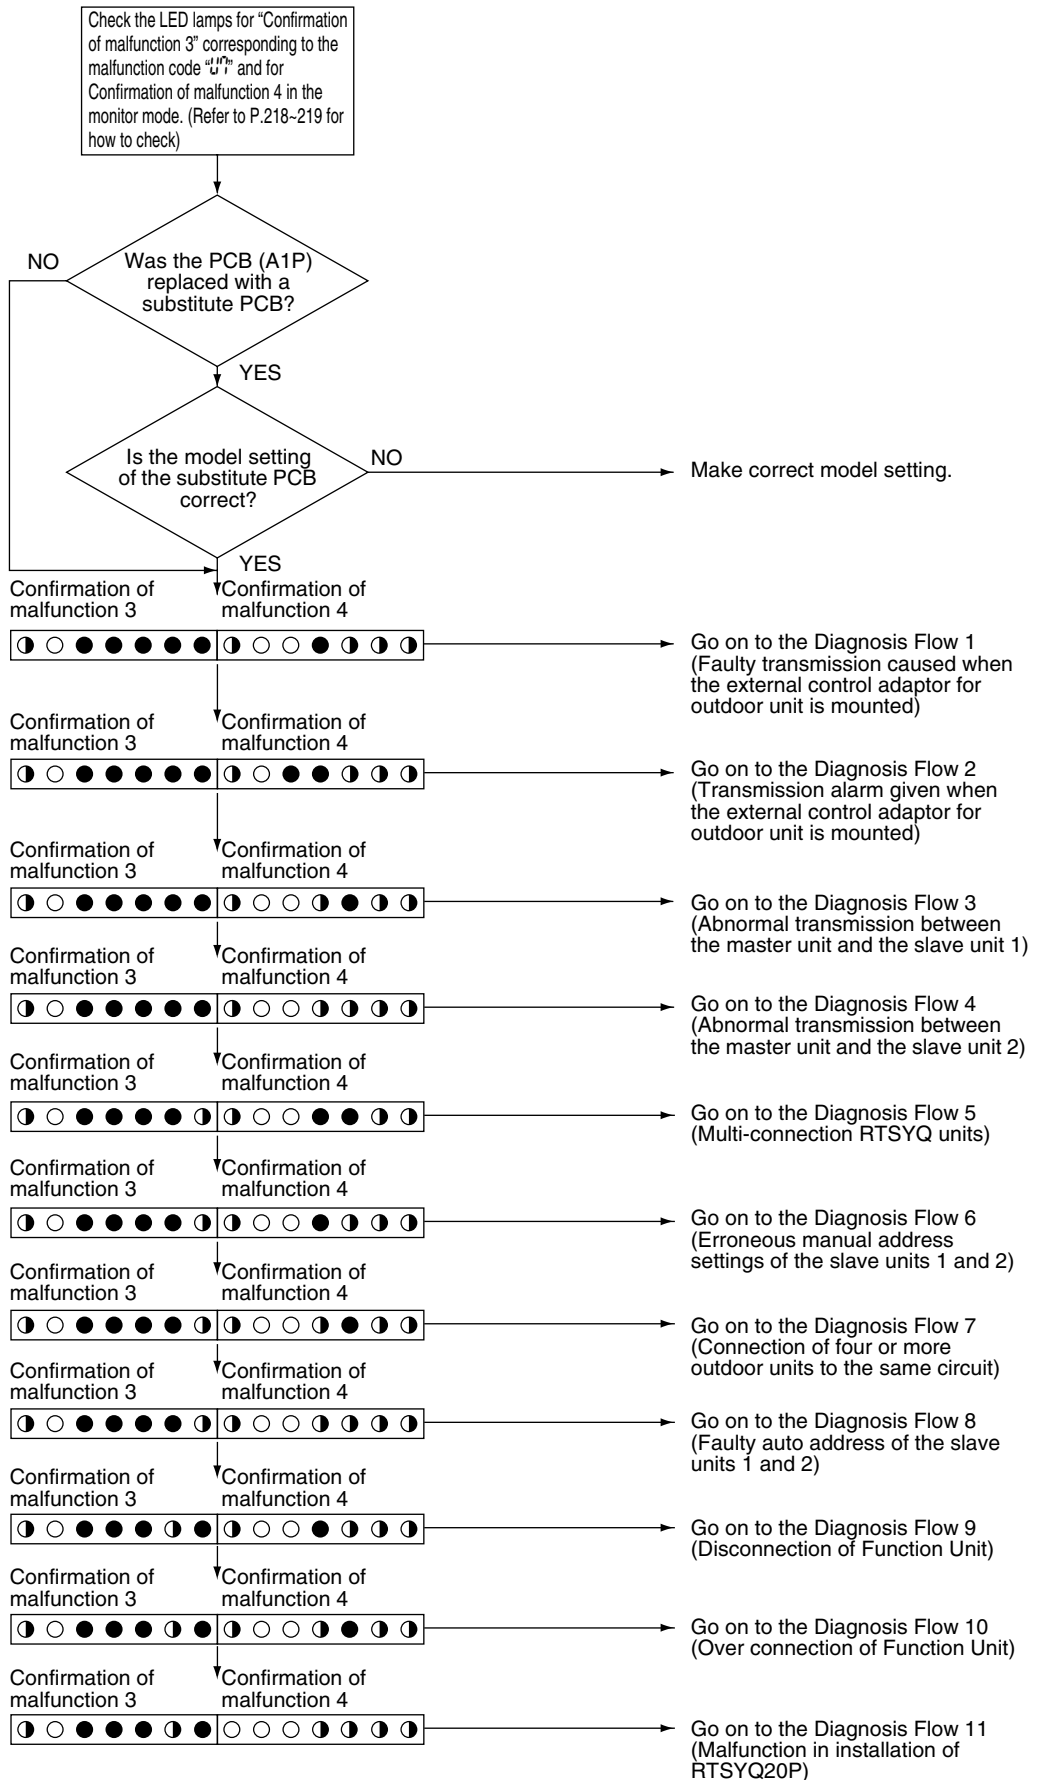 Check the LED lamps for “Confirmation
of malfunction 3” corresponding to the
malfunction code “U7” and for
Confirmation of malfunction 4 in the
monitor mode. (Refer to P.218~219 for
how to check)
NO
Was the PCB (A1P)
replaced with a
substitute PCB?
YES
Is the model setting
of the substitute PCB
correct?
NO
Make correct model setting.
YES
Confirmation of
malfunction 3
Confirmation of
malfunction 4
Go on to the Diagnosis Flow 1
(Faulty transmission caused when
the external control adaptor for
outdoor unit is mounted)
Confirmation of
malfunction 3
Confirmation of
malfunction 4
Go on to the Diagnosis Flow 2
(Transmission alarm given when
the external control adaptor for
outdoor unit is mounted)
Confirmation of
malfunction 3
Confirmation of
malfunction 4
Go on to the Diagnosis Flow 3
(Abnormal transmission between
the master unit and the slave unit 1)
Confirmation of
malfunction 3
Confirmation of
malfunction 4
Go on to the Diagnosis Flow 4
(Abnormal transmission between
the master unit and the slave unit 2)
Confirmation of
malfunction 3
Confirmation of
malfunction 4
Go on to the Diagnosis Flow 5
(Multi-connection RTSYQ units)
Confirmation of
malfunction 3
Confirmation of
malfunction 4
Go on to the Diagnosis Flow 6
(Erroneous manual address
settings of the slave units 1 and 2)
Confirmation of
malfunction 3
Confirmation of
malfunction 4
Go on to the Diagnosis Flow 7
(Connection of four or more
outdoor units to the same circuit)
Confirmation of
malfunction 3
Confirmation of
malfunction 4
Go on to the Diagnosis Flow 8
(Faulty auto address of the slave
units 1 and 2)
Confirmation of
malfunction 3
Confirmation of
malfunction 4
Go on to the Diagnosis Flow 9
(Disconnection of Function Unit)
Confirmation of
malfunction 3
Confirmation of
malfunction 4
Go on to the Diagnosis Flow 10
(Over connection of Function Unit)
Confirmation of
malfunction 3
Confirmation of
malfunction 4
Go on to the Diagnosis Flow 11
(Malfunction in installation of
RTSYQ20P)